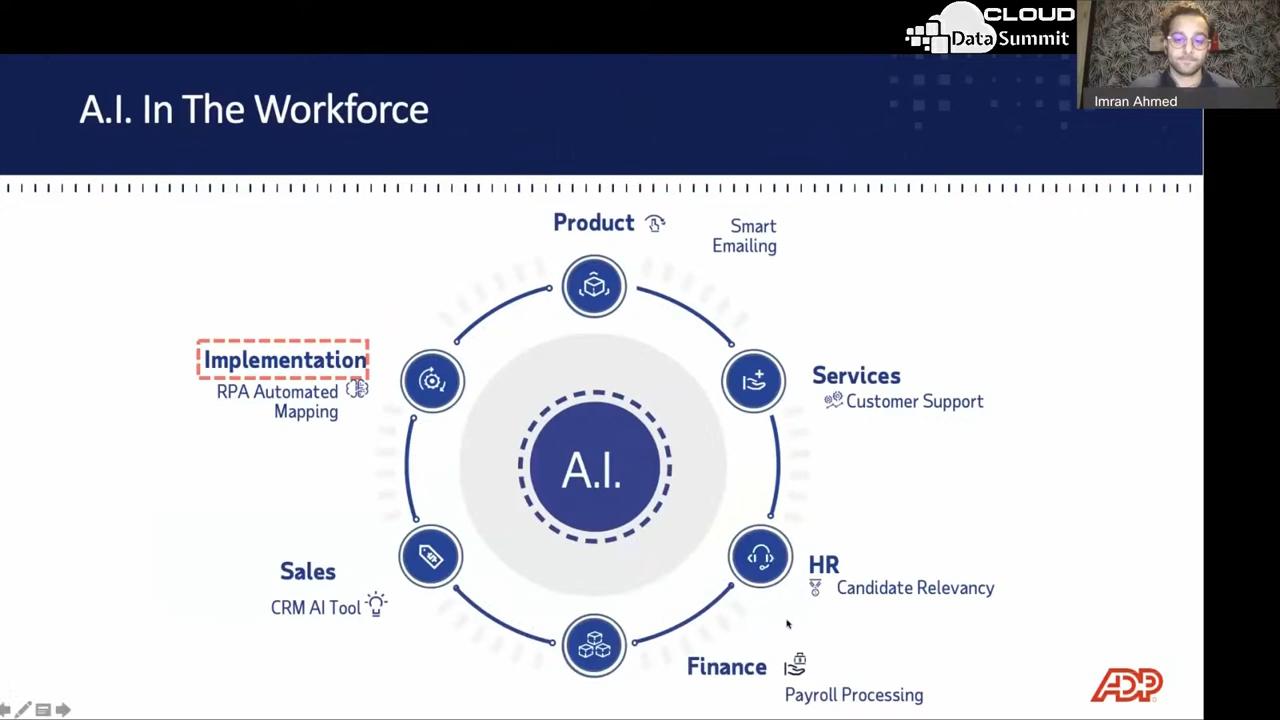 CLOUD
Data Summit
Imran Ahmed
A.I. In The Workforce
Product
Smart
Emailing
Implementation
RPA Automated
Mapping
Services
Customer Support
A.I.
Sales
CRM AI Tool
HR
Candidate Relevancy
Finance
Payroll Processing
ADP